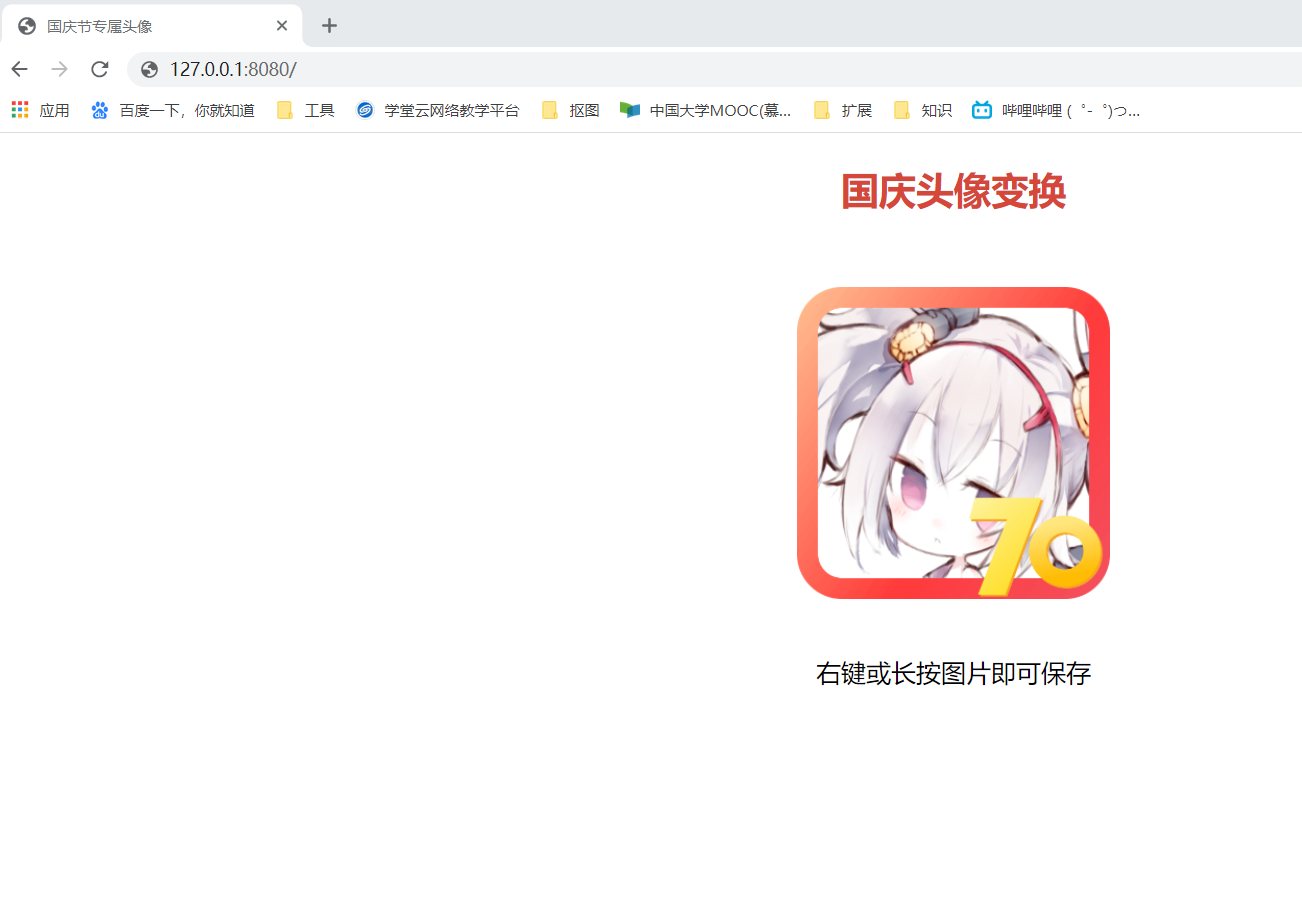 国庆节专属头像
127.0.0.1:8080/
应用 百度一下，你就知道 工具 学堂云网络教学平台 抠图 中国大学MOOC(慕... 扩展 知识 哔哩哔哩 (゜-゜)つ...
国庆头像变换
70
右键或长按图片即可保存